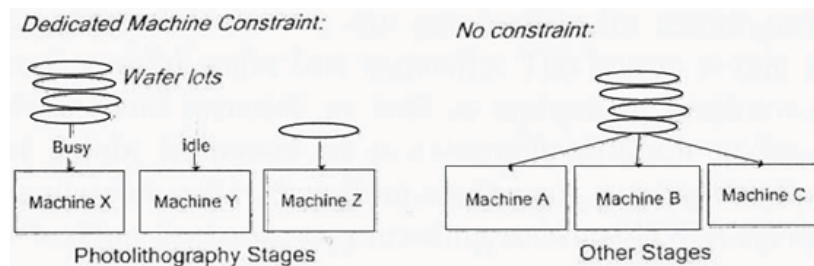 Dedicated Machine Constraint:
No constraint:
Wafer lots
Busy
idle
Machine X
Machine Y
Machine Z
Machine A
Machine B
Machine C
Photolithography Stages
Other Stages